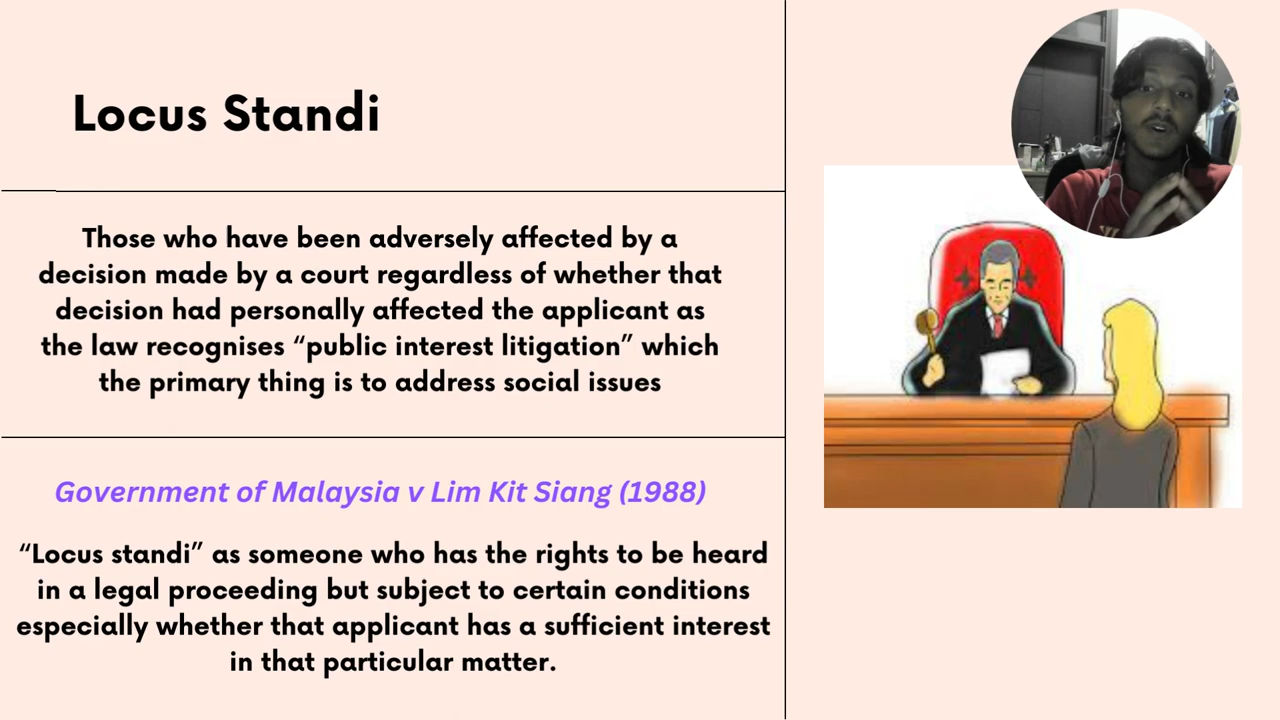 Locus Standi
Those who have been adversely affected by a
decision made by a court regardless of whether that
decision had personally affected the applicant as
the law recognises “public interest litigation” which
the primary thing is to address social issues
Government of Malaysia v Lim Kit Siang (1988)
“Locus standi” as someone who has the rights to be heard
in a legal proceeding but subject to certain conditions
especially whether that applicant has a sufficient interest
in that particular matter.